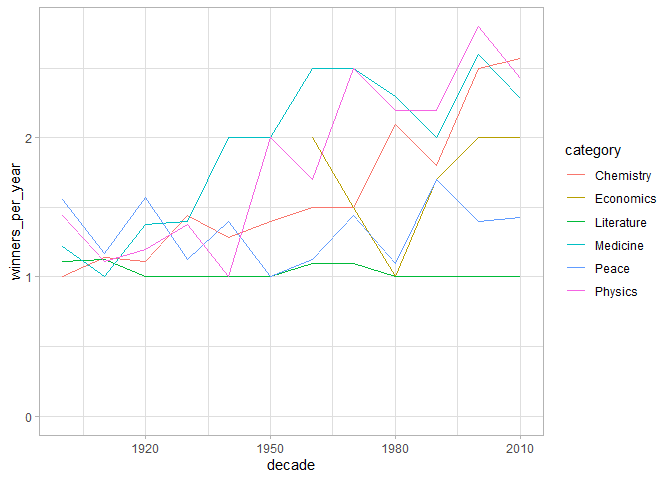 2
1
0
winners_per_year
1920
1950
1980
2010
decade
category
Chemistry
Economics
Literature
Medicine
Peace
Physics